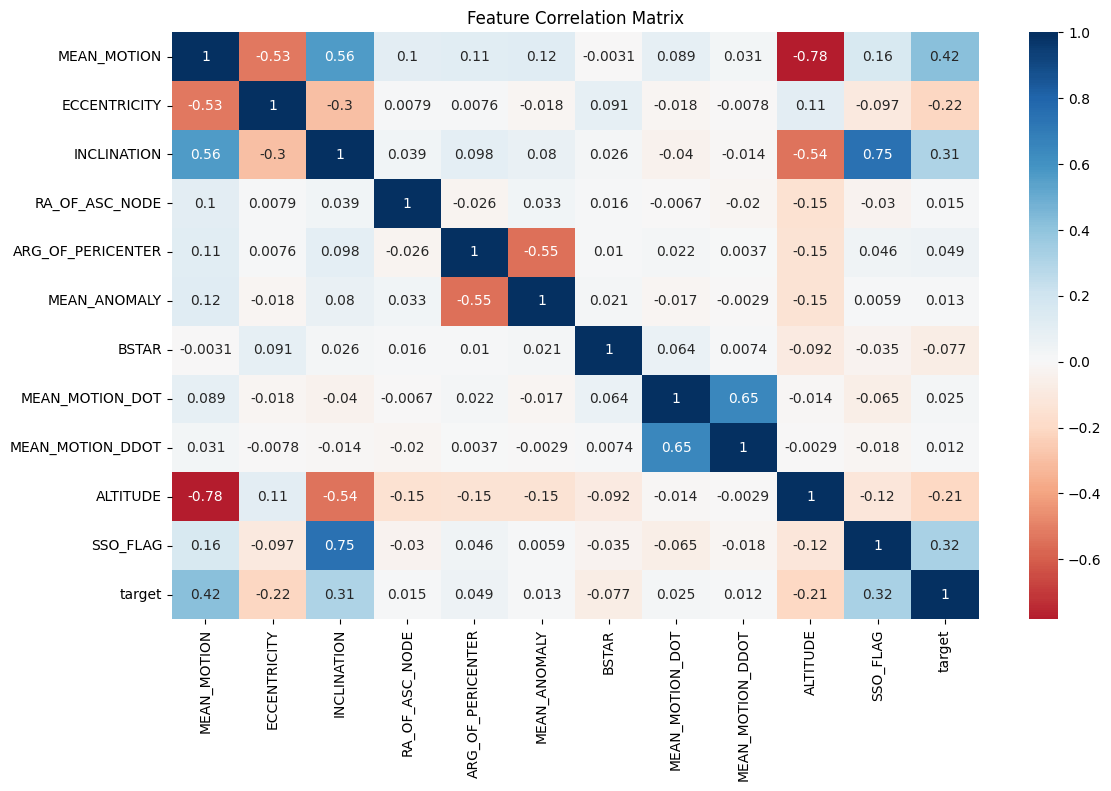 Feature Correlation Matrix
MEAN_MOTION 1 -0.53 0.56 0.1 0.11 0.12 -0.0031 0.089 0.031 -0.78 0.16 0.42
ECCENTRICITY -0.53 1 -0.3 0.0079 0.0076 -0.018 0.091 -0.018 -0.0078 0.11 -0.097 -0.22
INCLINATION 0.56 -0.3 1 0.039 0.098 0.08 0.026 -0.04 -0.014 -0.54 0.75 0.31
RA_OF_ASC_NODE 0.1 0.0079 0.039 1 -0.026 0.033 0.016 -0.0067 -0.02 -0.15 -0.03 0.015
ARG_OF_PERICENTER 0.11 0.0076 0.098 -0.026 1 -0.55 0.01 0.022 0.0037 -0.15 0.046 0.049
MEAN_ANOMALY 0.12 -0.018 0.08 0.033 -0.55 1 0.021 -0.017 -0.0029 -0.15 0.0059 0.013
BSTAR -0.0031 0.091 0.026 0.016 0.01 0.021 1 0.064 0.0074 -0.092 -0.035 -0.077
MEAN_MOTION_DOT 0.089 -0.018 -0.04 -0.0067 0.022 -0.017 0.064 1 0.65 -0.014 -0.065 0.025
MEAN_MOTION_DDOT 0.031 -0.0078 -0.014 -0.02 0.0037 -0.0029 0.0074 0.65 1 -0.0029 -0.018 0.012
ALTITUDE -0.78 0.11 -0.54 -0.15 -0.15 -0.15 -0.092 -0.014 -0.0029 1 -0.12 -0.21
SSO_FLAG 0.16 -0.097 0.75 -0.03 0.046 0.0059 -0.035 -0.065 -0.018 -0.12 1 0.32
target 0.42 -0.22 0.31 0.015 0.049 0.013 -0.077 0.025 0.012 -0.21 0.32 1
MEAN_MOTION
ECCENTRICITY
INCLINATION
RA_OF_ASC_NODE
ARG_OF_PERICENTER
MEAN_ANOMALY
BSTAR
MEAN_MOTION_DOT
MEAN_MOTION_DDOT
ALTITUDE
SSO_FLAG
target
1.0
0.8
0.6
0.4
0.2
0.0
−0.2
−0.4
−0.6